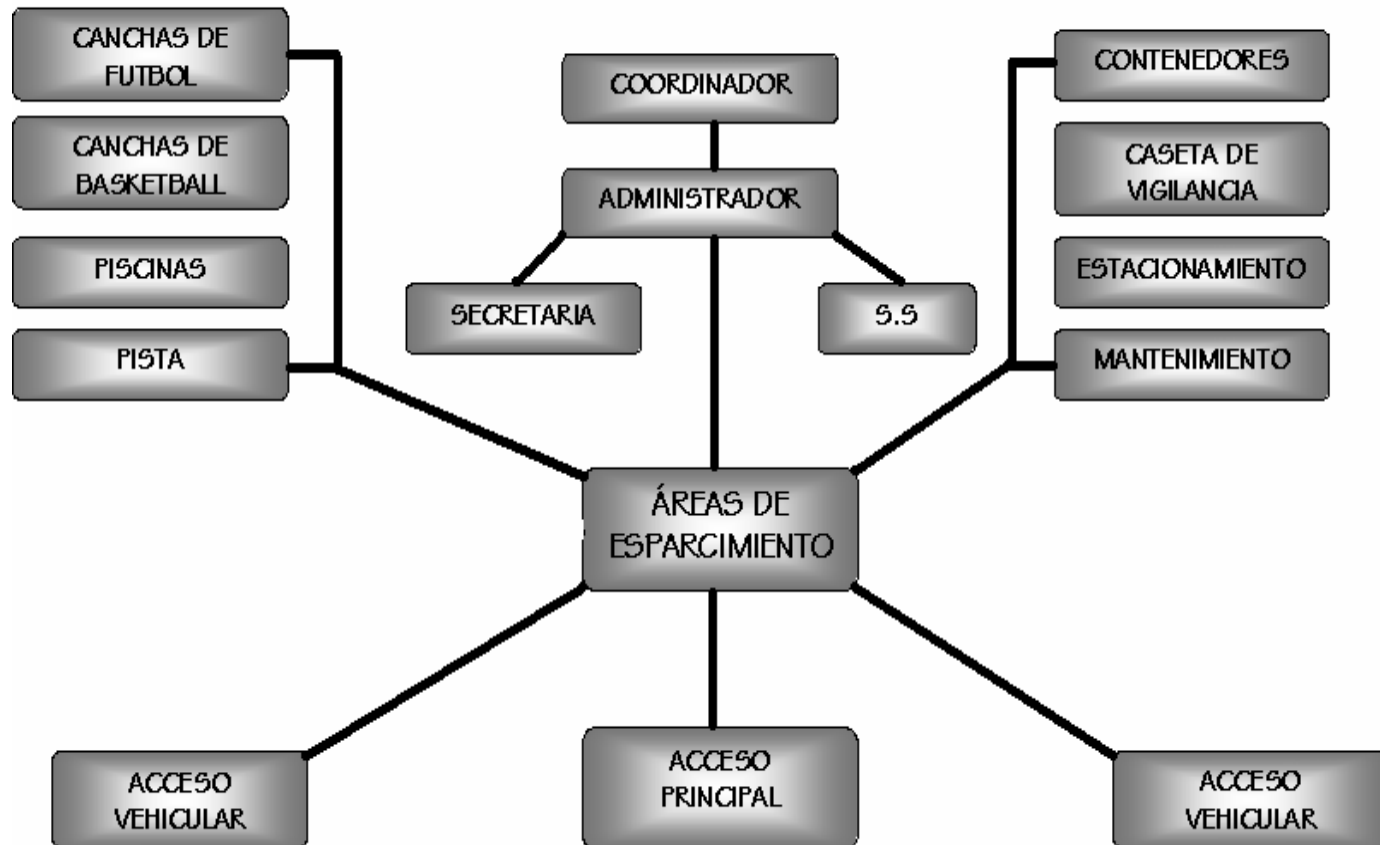 CANCHAS DE
FUTBOL
CANCHAS DE
BASKETBALL
PISCINAS
PISTA
COORDINADOR
ADMINISTRADOR
SECRETARIA
S.S
CONTENEDORES
CASETA DE
VIGILANCIA
ESTACIONAMIENTO
MANTENIMIENTO
ÁREAS DE
ESPARCIMIENTO
ACCESO
VEHICULAR
ACCESO
PRINCIPAL
ACCESO
VEHICULAR